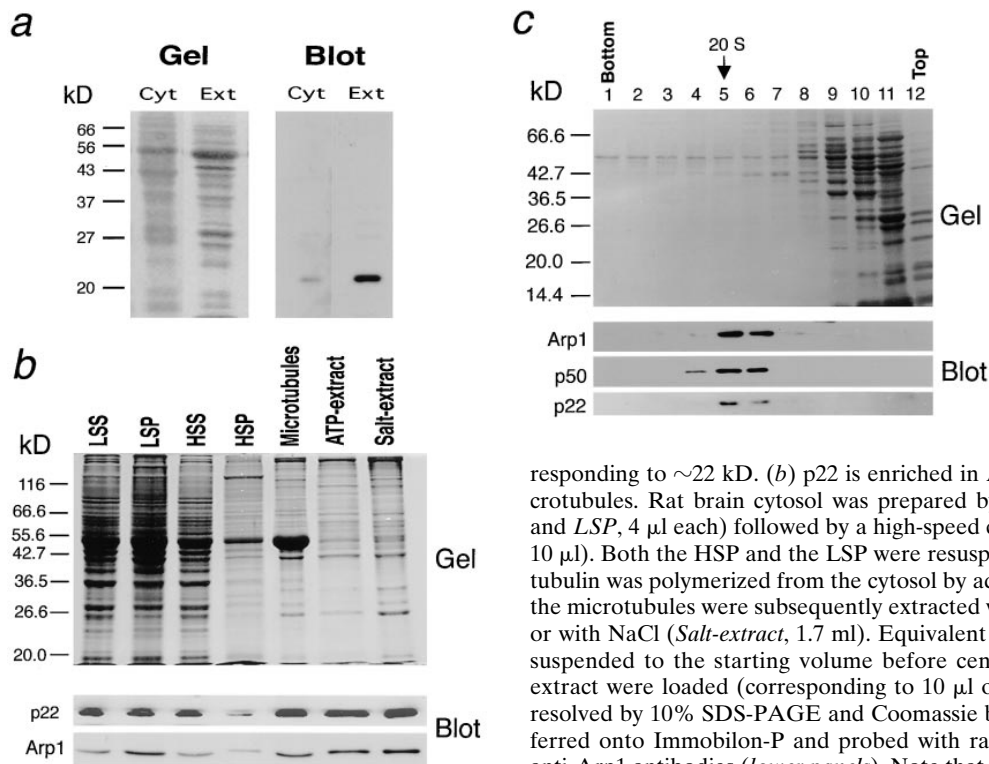 a
Gel Blot
kD Cyt Ext Cyt Ext
66
56
43
37
27
20
b
kD LSS LSP HSS HSP Microtubules ATP-extract Salt-extract
116
66.6
55.6
42.7
36.5
26.6
20.0
Gel
p22
Arp1
Blot
c
20 S
Bottom Top
kD 1 2 3 4 5 6 7 8 9 10 11 12
66.6
42.7
36.5
26.6
20.0
14.4
Gel
Arp1
p50
p22
Blot
responding to ∼22 kD. (b) p22 is enriched in A
crotubules. Rat brain cytosol was prepared by
and LSP, 4 μl each) followed by a high-speed c
10 μl). Both the HSP and the LSP were resusp
tubulin was polymerized from the cytosol by ad
the microtubules were subsequently extracted w
or with NaCl (Salt-extract, 1.7 ml). Equivalent
suspended to the starting volume before cen
extract were loaded (corresponding to 10 μl o
resolved by 10% SDS-PAGE and Coomassie b
ferred onto Immobilon-P and probed with ra
anti-Arp1 antibodies (lower panels). Note that